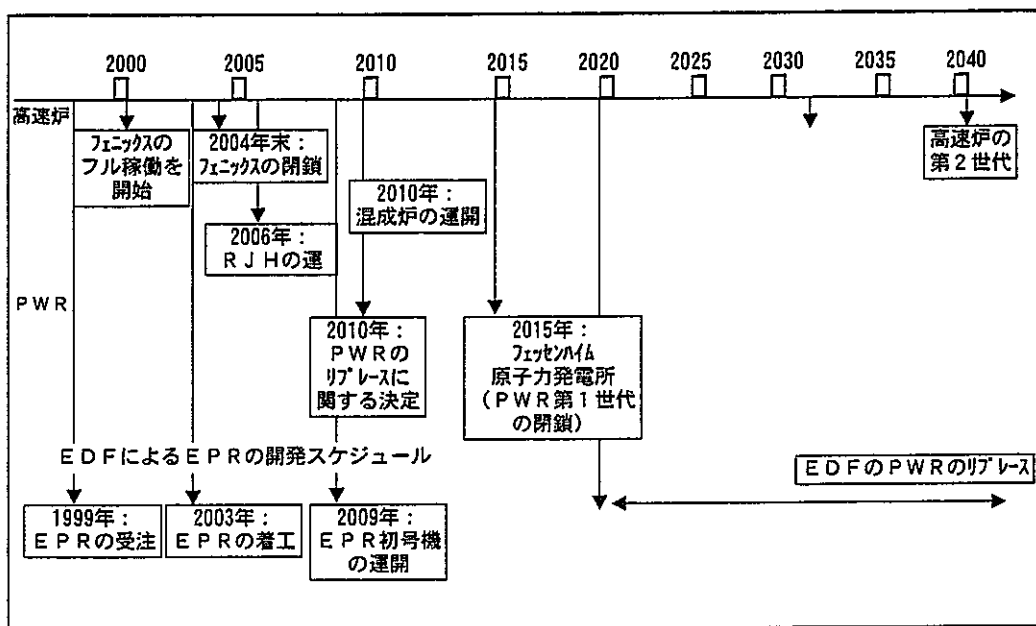 2000 2005 2010 2015 2020 2025 2030 2035 2040
高速炉
フェニックスの
フル稼働を
開始
2004年末：
フェニックスの閉鎖
2006年：
ＲＪＨの運
2010年：
混成炉の運開
高速炉の
第２世代
ＰＷＲ
2010年：
ＰＷＲの
リプレースに
関する決定
2015年：
フェッセンハイム
原子力発電所
（ＰＷＲ第１世代
の閉鎖）
ＥＤＦによるＥＰＲの開発スケジュール
ＥＤＦのＰＷＲのリプレース
1999年：
ＥＰＲの受注
2003年：
ＥＰＲの着工
2009年：
ＥＰＲ初号機
の運開